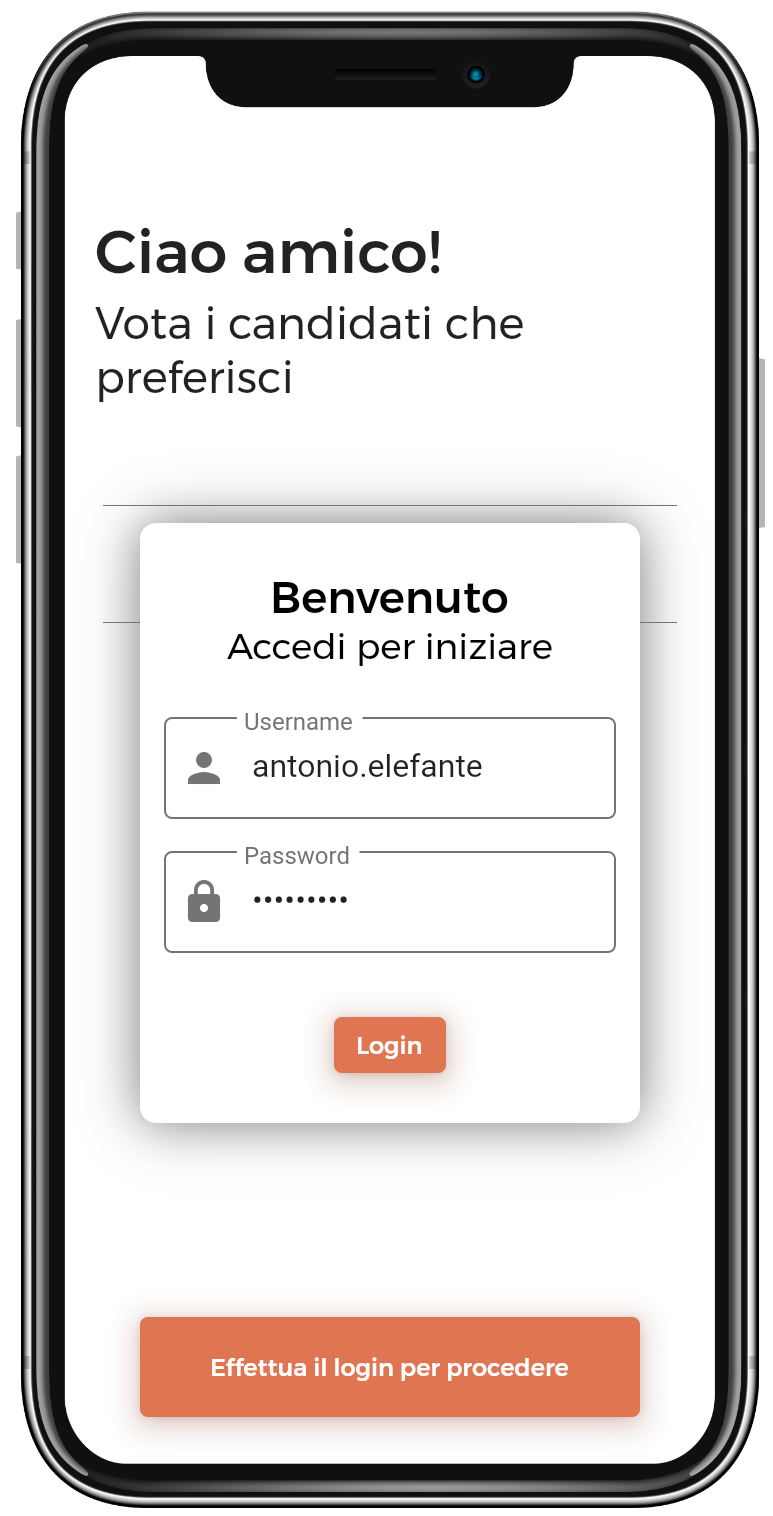 Ciao amico!
Vota i candidati che
preferisci
Benvenuto
Accedi per iniziare
Username
antonio.elefante
Password
•••••••••
Login
Effettua il login per procedere